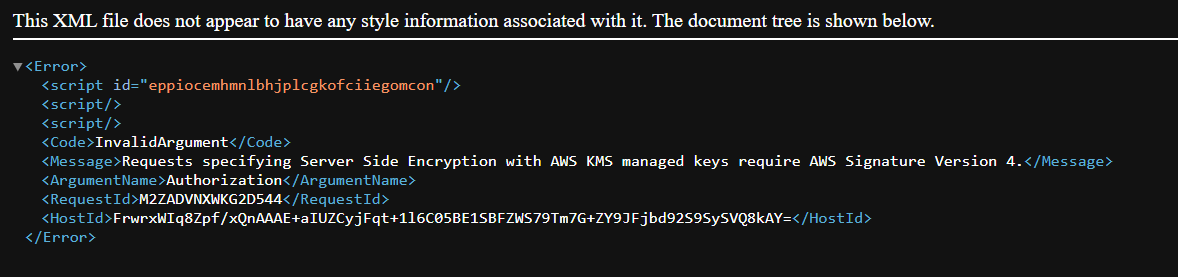 This XML file does not appear to have any style information associated with it. The document tree is shown below.
▼<Error>
<script id="eppiocemhmnlbhjplcgkofciiegomcon"/>
<script/>
<script/>
<Code>InvalidArgument</Code>
<Message>Requests specifying Server Side Encryption with AWS KMS managed keys require AWS Signature Version 4.</Message>
<ArgumentName>Authorization</ArgumentName>
<RequestId>M2ZADVNXWKG2D544</RequestId>
<HostId>FrwrxWIq8Zpf/xQnAAAE+aIUZCyjFqt+1l6C05BE1SBFZWS79Tm7G+ZY9JFjbd92S9SySVQ8kAY=</HostId>
</Error>